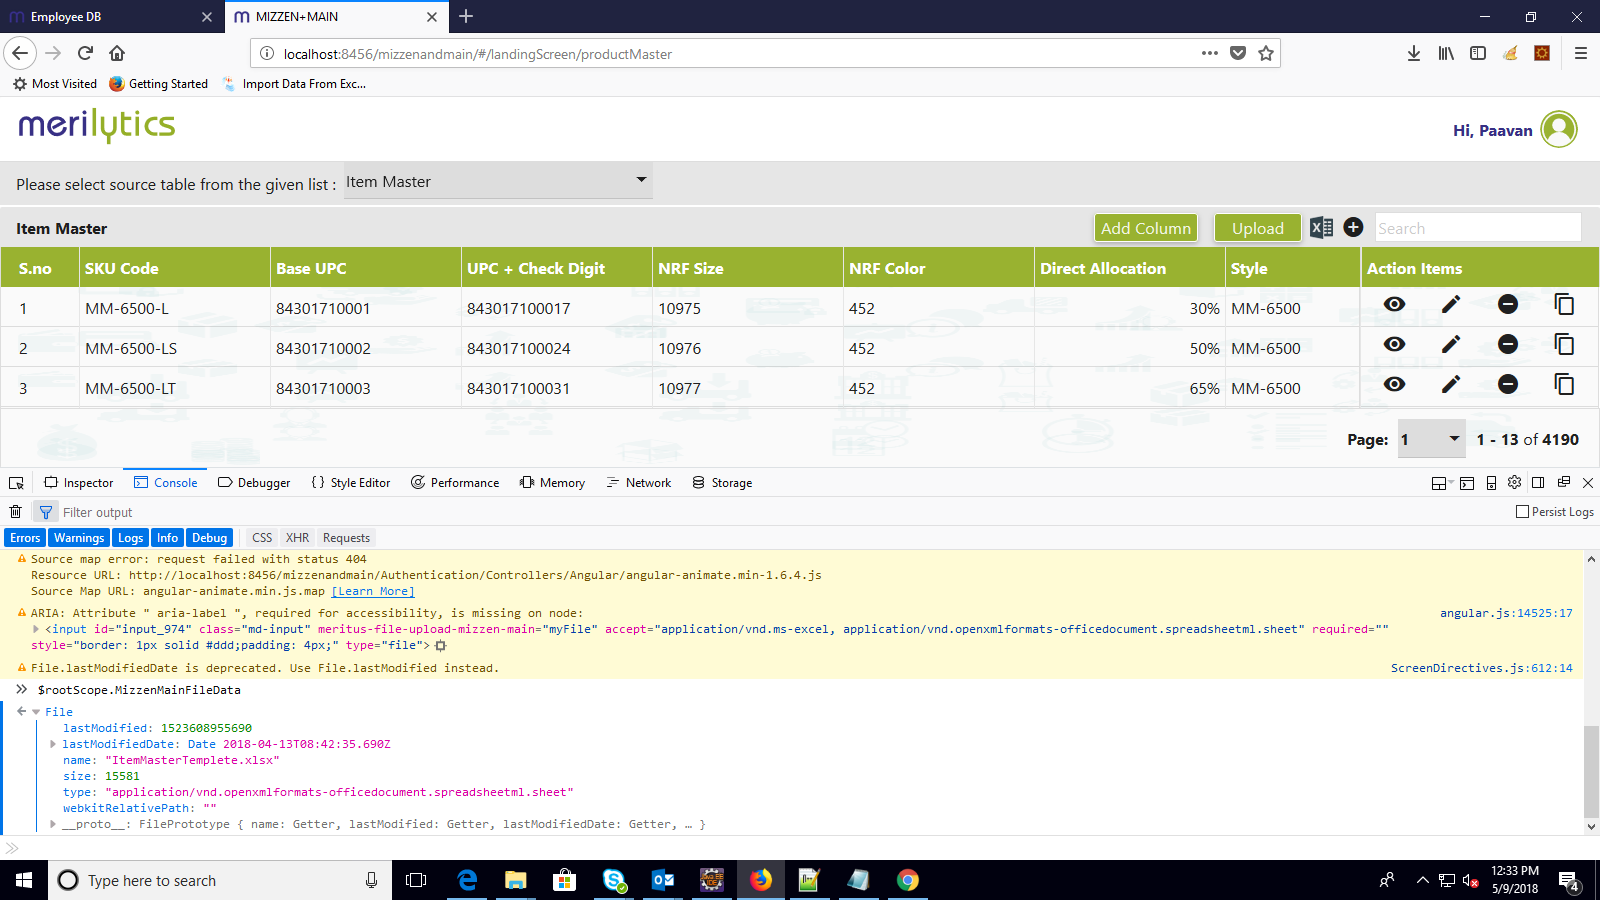 Employee DB
MIZZEN+MAIN
localhost:8456/mizzenandmain/#/landingScreen/productMaster
Most Visited Getting Started Import Data From Exc...
merilytics
Hi, Paavan
Please select source table from the given list : Item Master
Item Master Add Column Upload Search
S.no SKU Code Base UPC UPC + Check Digit NRF Size NRF Color Direct Allocation Style Action Items
1 MM-6500-L 84301710001 843017100017 10975 452 30% MM-6500
2 MM-6500-LS 84301710002 843017100024 10976 452 50% MM-6500
3 MM-6500-LT 84301710003 843017100031 10977 452 65% MM-6500
Page: 1 1 - 13 of 4190
Inspector Console Debugger {} Style Editor Performance Memory Network Storage
Filter output Persist Logs
Errors Warnings Logs Info Debug CSS XHR Requests
Source map error: request failed with status 404
Resource URL: http://localhost:8456/mizzenandmain/Authentication/Controllers/Angular/angular-animate.min-1.6.4.js
Source Map URL: angular-animate.min.js.map [Learn More]
ARIA: Attribute " aria-label ", required for accessibility, is missing on node: angular.js:14525:17
<input id="input_974" class="md-input" meritus-file-upload-mizzen-main="myFile" accept="application/vnd.ms-excel, application/vnd.openxmlformats-officedocument.spreadsheetml.sheet" required=""
style="border: 1px solid #ddd;padding: 4px;" type="file">
File.lastModifiedDate is deprecated. Use File.lastModified instead. ScreenDirectives.js:612:14
$rootScope.MizzenMainFileData
File
lastModified: 1523608955690
lastModifiedDate: Date 2018-04-13T08:42:35.690Z
name: "ItemMasterTemplete.xlsx"
size: 15581
type: "application/vnd.openxmlformats-officedocument.spreadsheetml.sheet"
webkitRelativePath: ""
__proto__: FilePrototype { name: Getter, lastModified: Getter, lastModifiedDate: Getter, … }
Type here to search
12:33 PM
5/9/2018
4